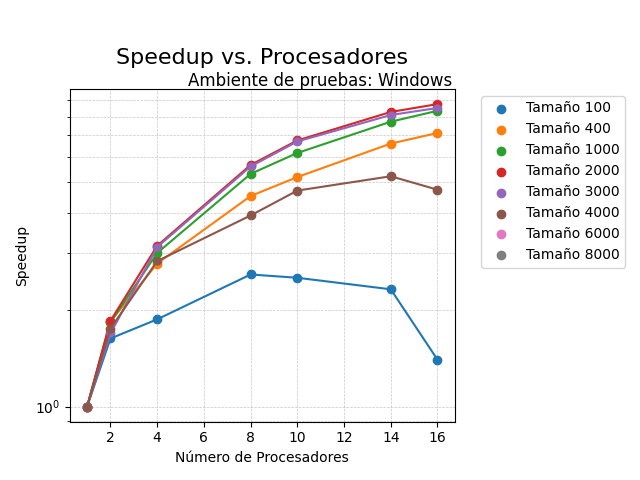 Speedup vs. Procesadores
Ambiente de pruebas: Windows
Speedup
10⁰
2 4 6 8 10 12 14 16
Número de Procesadores
Tamaño 100
Tamaño 400
Tamaño 1000
Tamaño 2000
Tamaño 3000
Tamaño 4000
Tamaño 6000
Tamaño 8000